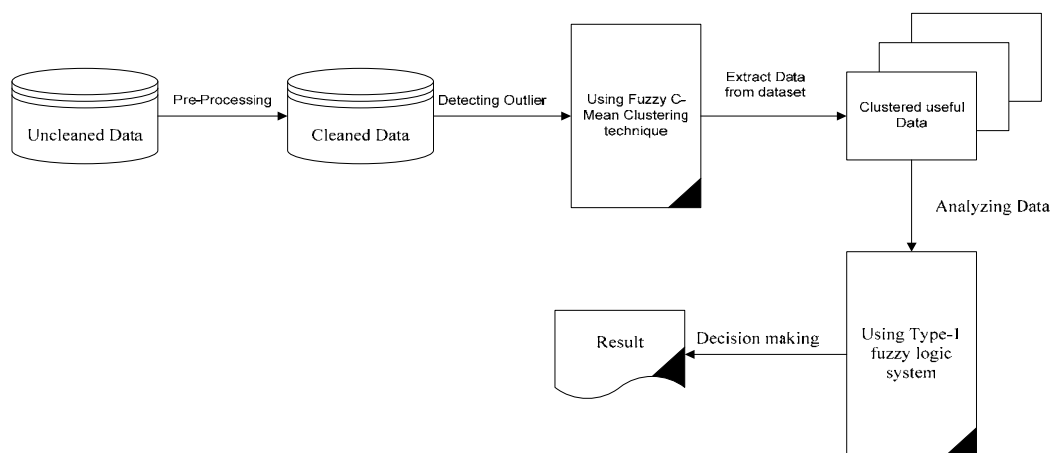 Uncleaned Data
Pre-Processing
Cleaned Data
Detecting Outlier
Using Fuzzy C-
Mean Clustering
technique
Extract Data
from dataset
Clustered useful
Data
Analyzing Data
Using Type-1
fuzzy logic
system
Decision making
Result